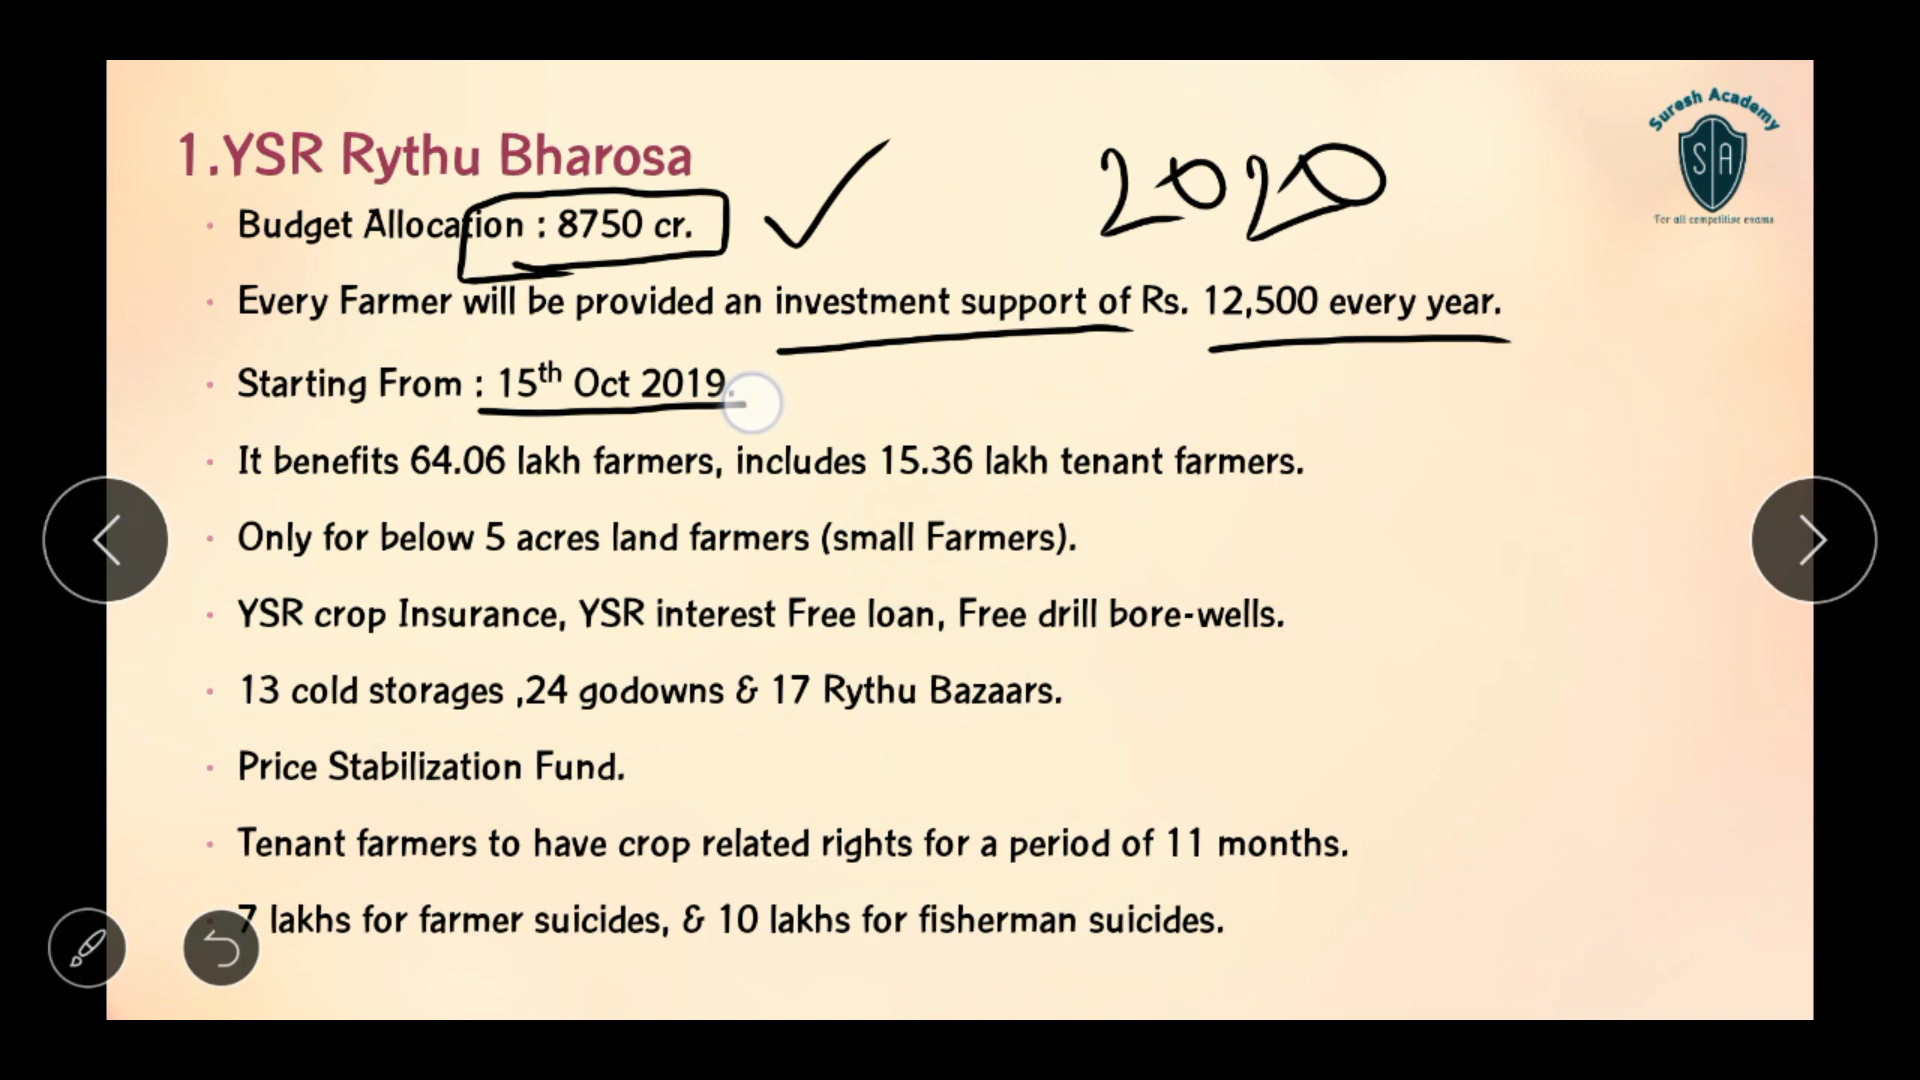 Suresh Academy
SA
For all competitive exams
1.YSR Rythu Bharosa
2020
• Budget Allocation : 8750 cr.
• Every Farmer will be provided an investment support of Rs. 12,500 every year.
• Starting From : 15th Oct 2019.
• It benefits 64.06 lakh farmers, includes 15.36 lakh tenant farmers.
• Only for below 5 acres land farmers (small Farmers).
• YSR crop Insurance, YSR interest Free loan, Free drill bore-wells.
• 13 cold storages ,24 godowns & 17 Rythu Bazaars.
• Price Stabilization Fund.
• Tenant farmers to have crop related rights for a period of 11 months.
• 7 lakhs for farmer suicides, & 10 lakhs for fisherman suicides.